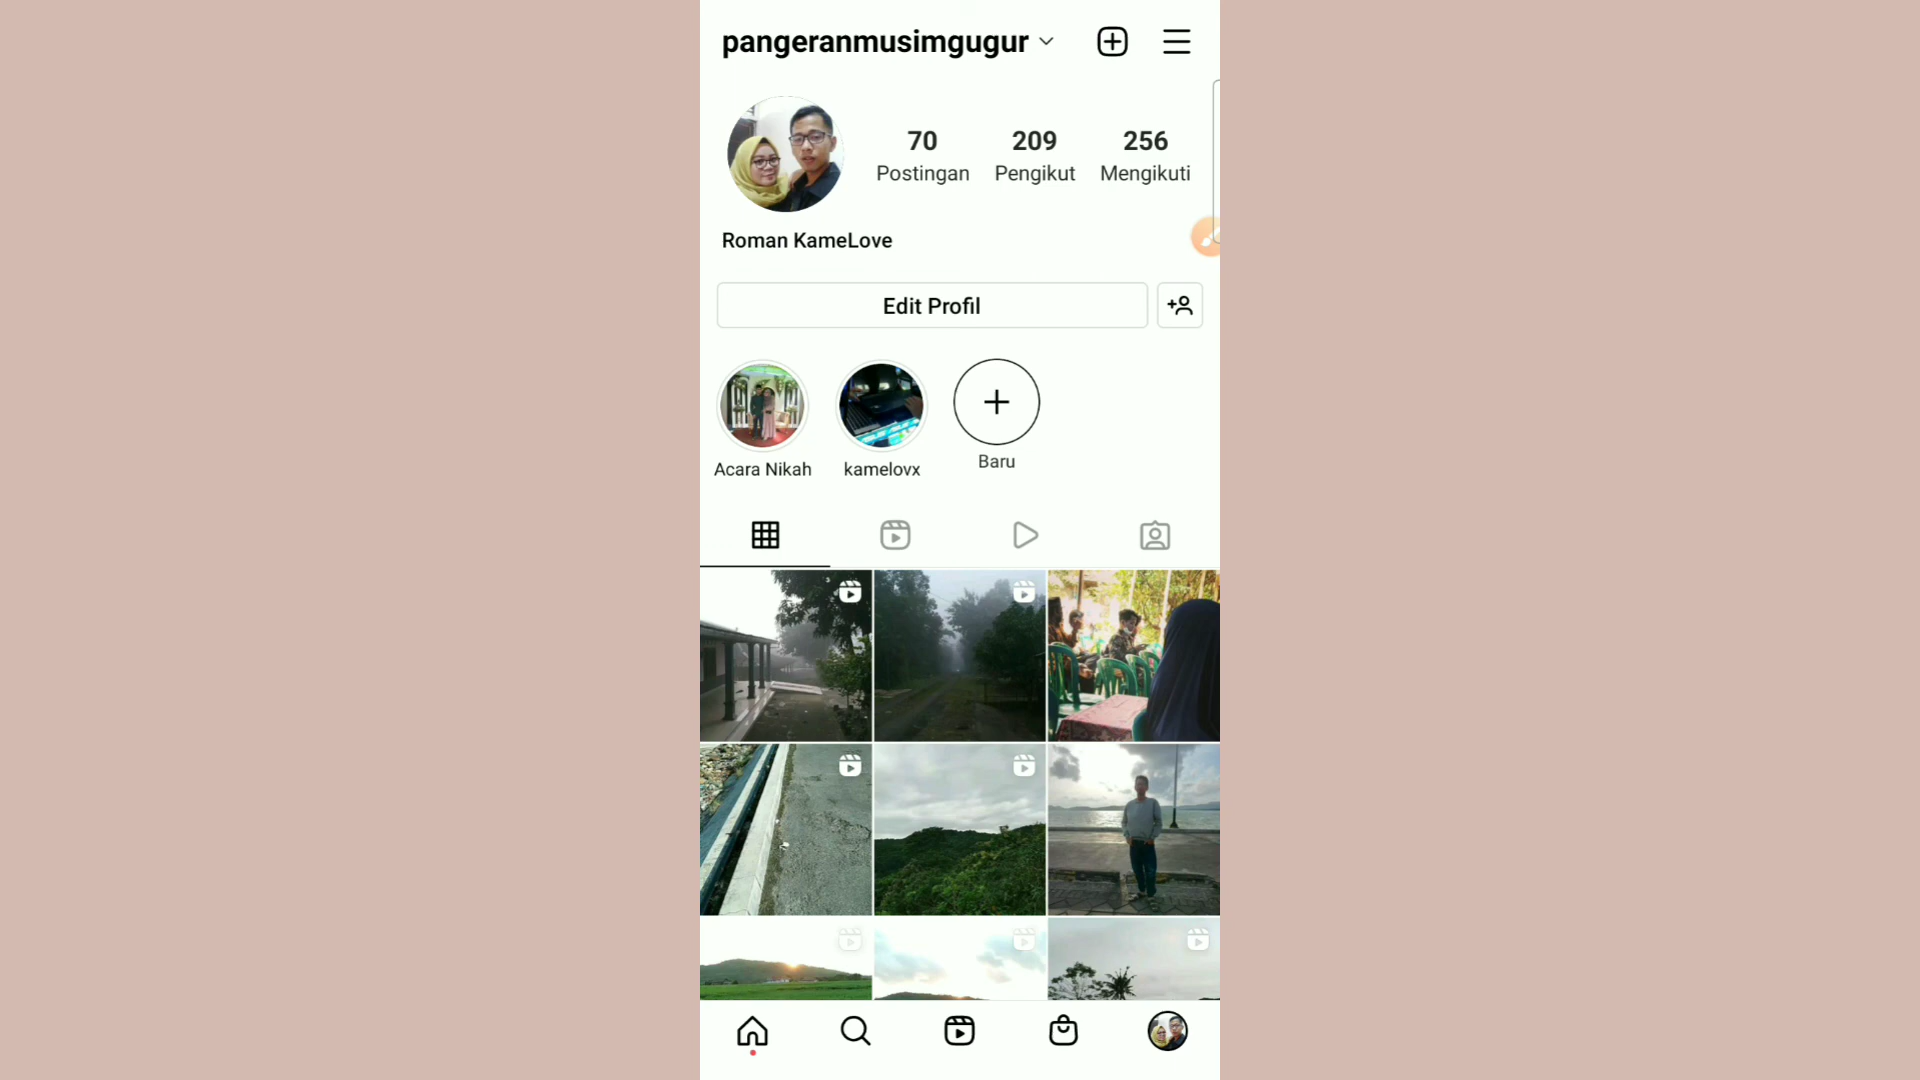 pangeranmusimgugur
70 209 256
Postingan Pengikut Mengikuti
Roman KameLove
Edit Profil
Acara Nikah kamelovx Baru